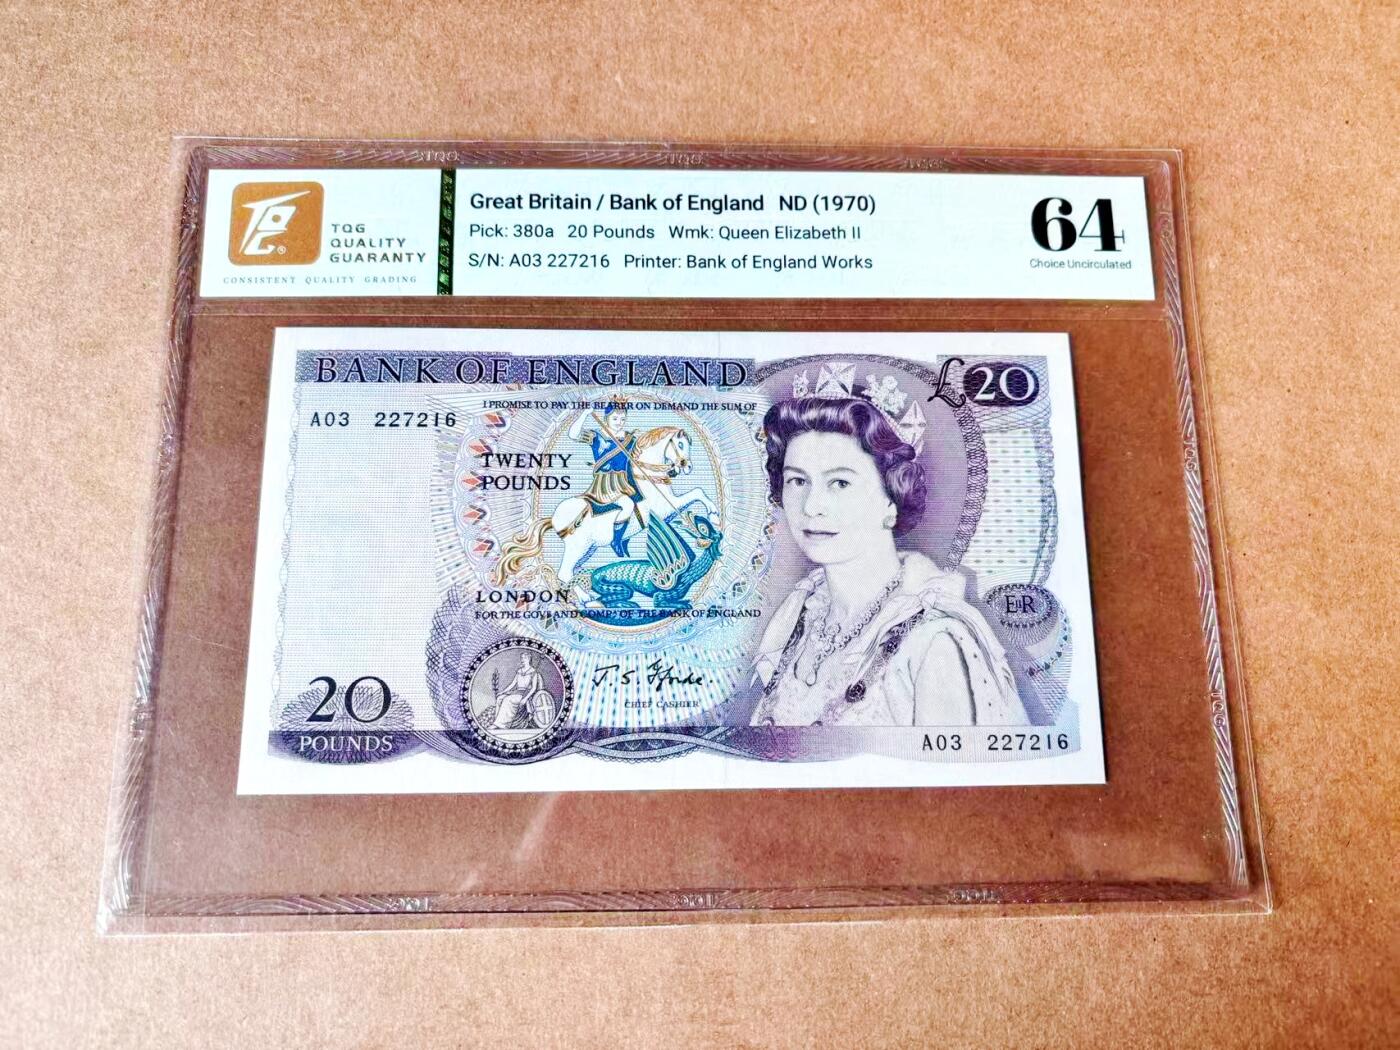 TQG
QUALITY
GUARANTY
CONSISTENT QUALITY GRADING
Great Britain / Bank of England ND (1970)
Pick: 380a 20 Pounds Wmk: Queen Elizabeth II
S/N: A03 227216 Printer: Bank of England Works
64
Choice Uncirculated
BANK OF ENGLAND
£20
I PROMISE TO PAY THE BEARER ON DEMAND THE SUM OF
A03 227216
TWENTY
POUNDS
LONDON
FOR THE GOVR AND COMPA OF THE BANK OF ENGLAND
EIIR
J. S. Fforde.
CHIEF CASHIER
20
POUNDS
A03 227216